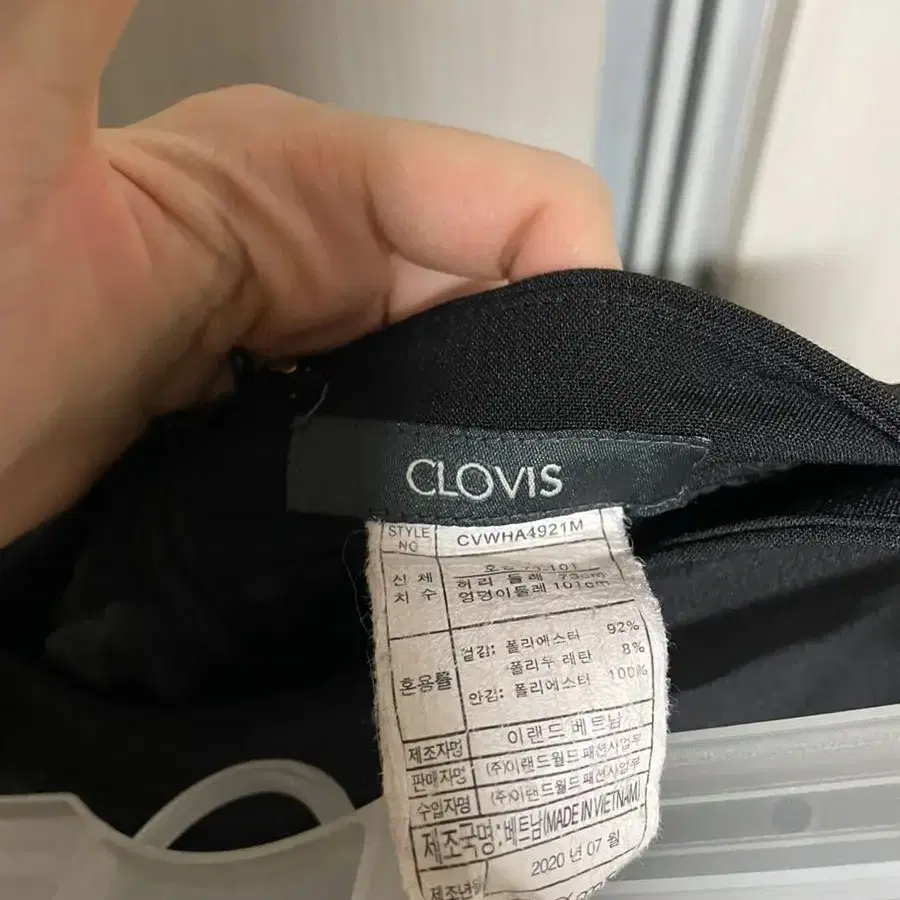 CLOVIS
STYLE NO CVWHA4921M
신체 치수
허리 둘레 73cm
엉덩이둘레 101cm
혼용률
겉감: 폴리에스터 92%
폴리우레탄 8%
안감: 폴리에스터 100%
제조자명 이랜드 베트남
판매자명 (주)이랜드월드패션사업부
수입자명 (주)이랜드월드패션사업부
제조국명:베트남(MADE IN VIETNAM)
제조년월 2020 년 07 월